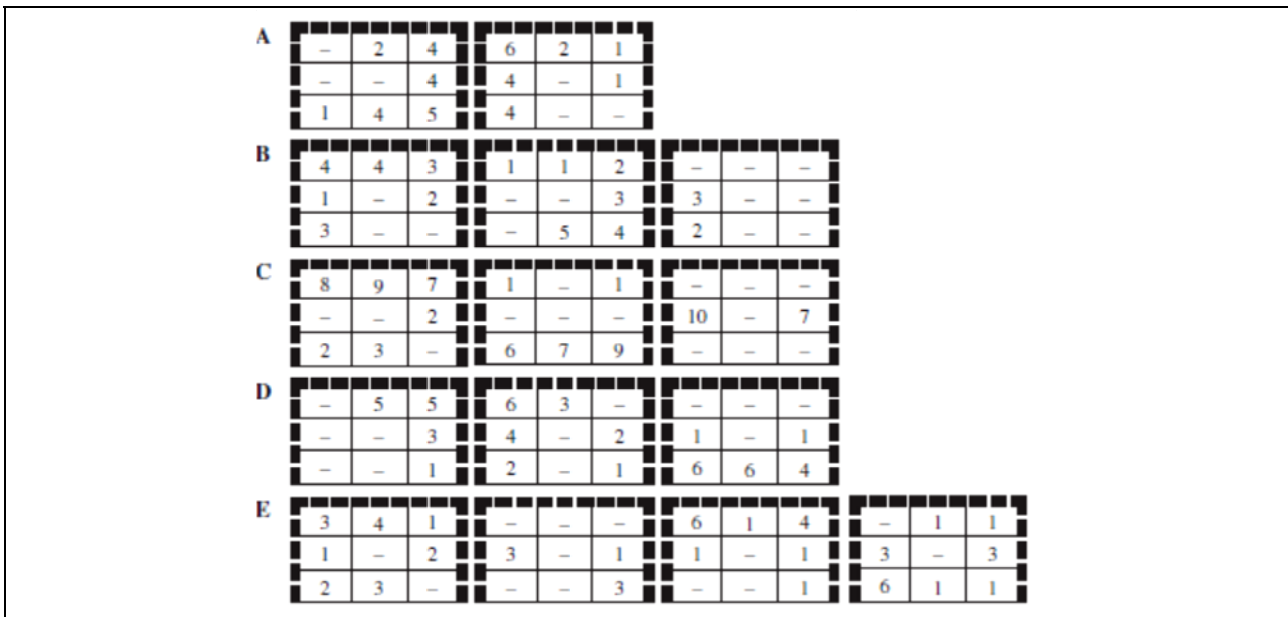 A
– 2 4 6 2 1
– – 4 4 – 1
1 4 5 4 – –
B
4 4 3 1 1 2 – – –
1 – 2 – – 3 3 – –
3 – – – 5 4 2 – –
C
8 9 7 1 – 1 – – –
– – 2 – – – 10 – 7
2 3 – 6 7 9 – – –
D
– 5 5 6 3 – – – –
– – 3 4 – 2 1 – 1
– – 1 2 – 1 6 6 4
E
3 4 1 – – – 6 1 4 – 1 1
1 – 2 3 – 1 1 – 1 3 – 3
2 3 – – – 3 – – 1 6 1 1